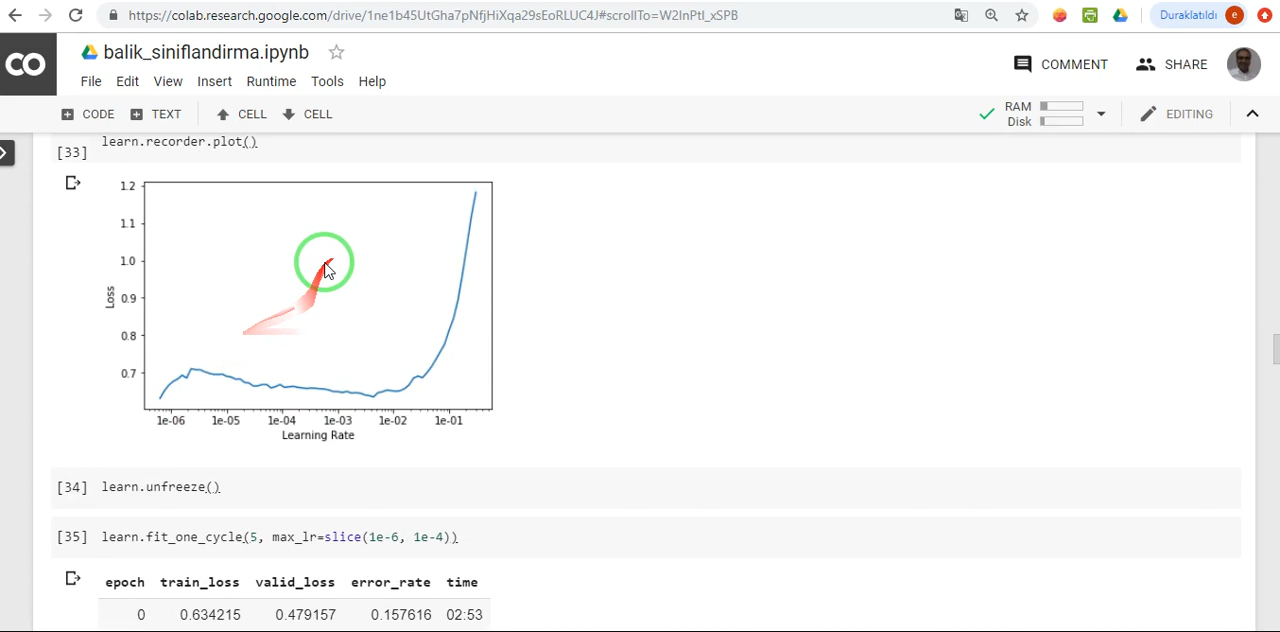 https://colab.research.google.com/drive/1ne1b45UtGha7pNfjHiXqa29sEoRLUC4J#scrollTo=W2InPtl_xSPB
Duraklatıldı e
CO
balik_siniflandirma.ipynb
COMMENT SHARE
File Edit View Insert Runtime Tools Help
CODE TEXT CELL CELL
RAM
Disk
EDITING
learn.recorder.plot()
[33]
1.2
1.1
1.0
0.9
0.8
0.7
Loss
1e-06 1e-05 1e-04 1e-03 1e-02 1e-01
Learning Rate
[34] learn.unfreeze()
[35] learn.fit_one_cycle(5, max_lr=slice(1e-6, 1e-4))
epoch train_loss valid_loss error_rate time
0 0.634215 0.479157 0.157616 02:53